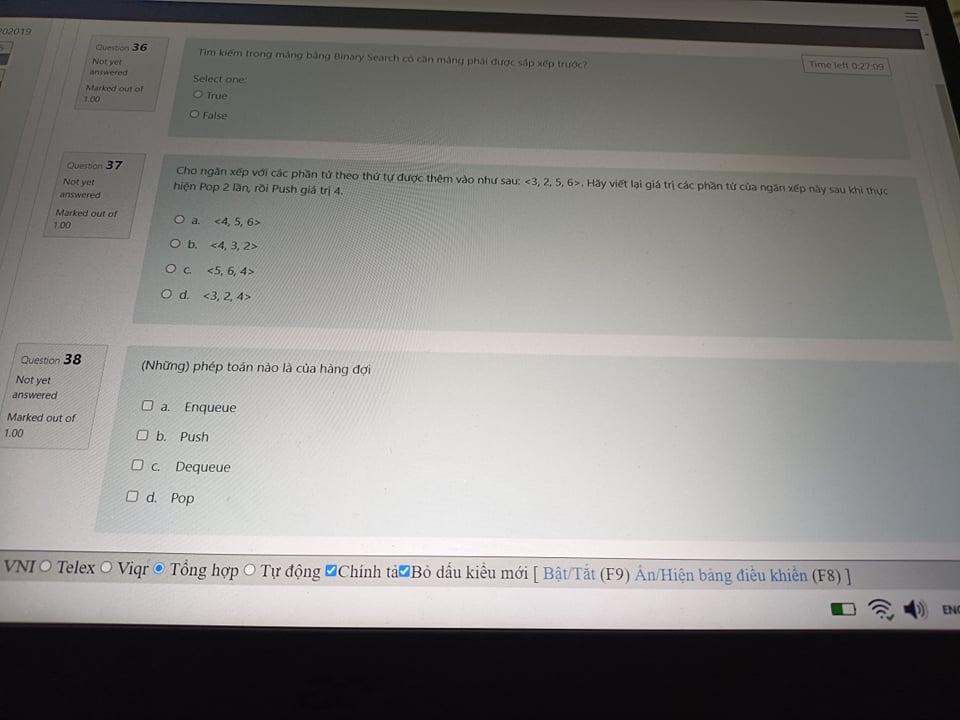 202019
Question 36
Not yet
answered
Marked out of
1.00
Tìm kiếm trong mảng bằng Binary Search có cần mảng phải được sắp xếp trước?
Time left 0:27:09
Select one:
True
False
Question 37
Not yet
answered
Marked out of
1.00
Cho ngăn xếp với các phần tử theo thứ tự được thêm vào như sau: <3, 2, 5, 6>. Hãy viết lại giá trị các phần tử của ngăn xếp này sau khi thực
hiện Pop 2 lần, rồi Push giá trị 4.
a. <4, 5, 6>
b. <4, 3, 2>
c. <5, 6, 4>
d. <3, 2, 4>
Question 38
Not yet
answered
Marked out of
1.00
(Những) phép toán nào là của hàng đợi
a. Enqueue
b. Push
c. Dequeue
d. Pop
VNI Telex Viqr Tổng hợp Tự động Chính tả Bỏ dấu kiểu mới [ Bật/Tắt (F9) Ẩn/Hiện bảng điều khiển (F8) ]
ENG